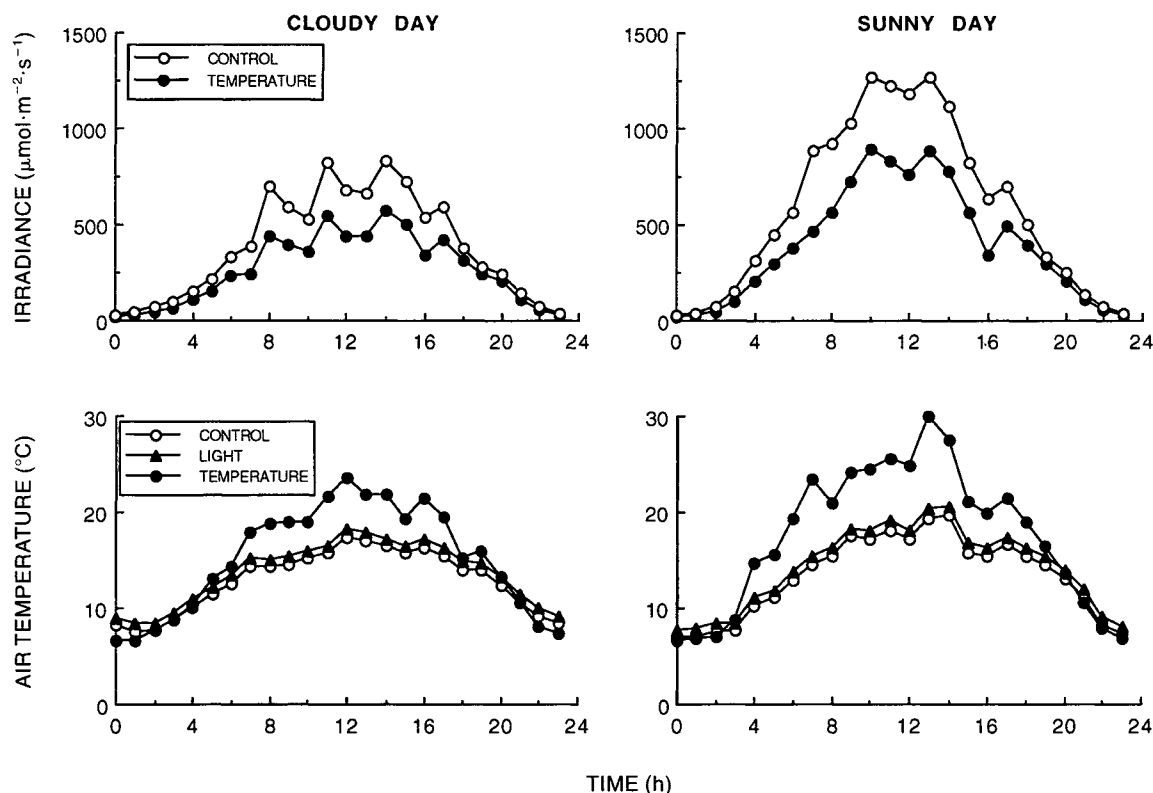 CLOUDY DAY
SUNNY DAY
IRRADIANCE (μmol·m⁻²·s⁻¹)
1500
1000
500
0
CONTROL
TEMPERATURE
0 4 8 12 16 20 24
1500
1000
500
0
0 4 8 12 16 20 24
AIR TEMPERATURE (°C)
30
20
10
0
CONTROL
LIGHT
TEMPERATURE
0 4 8 12 16 20 24
30
20
10
0
0 4 8 12 16 20 24
TIME (h)